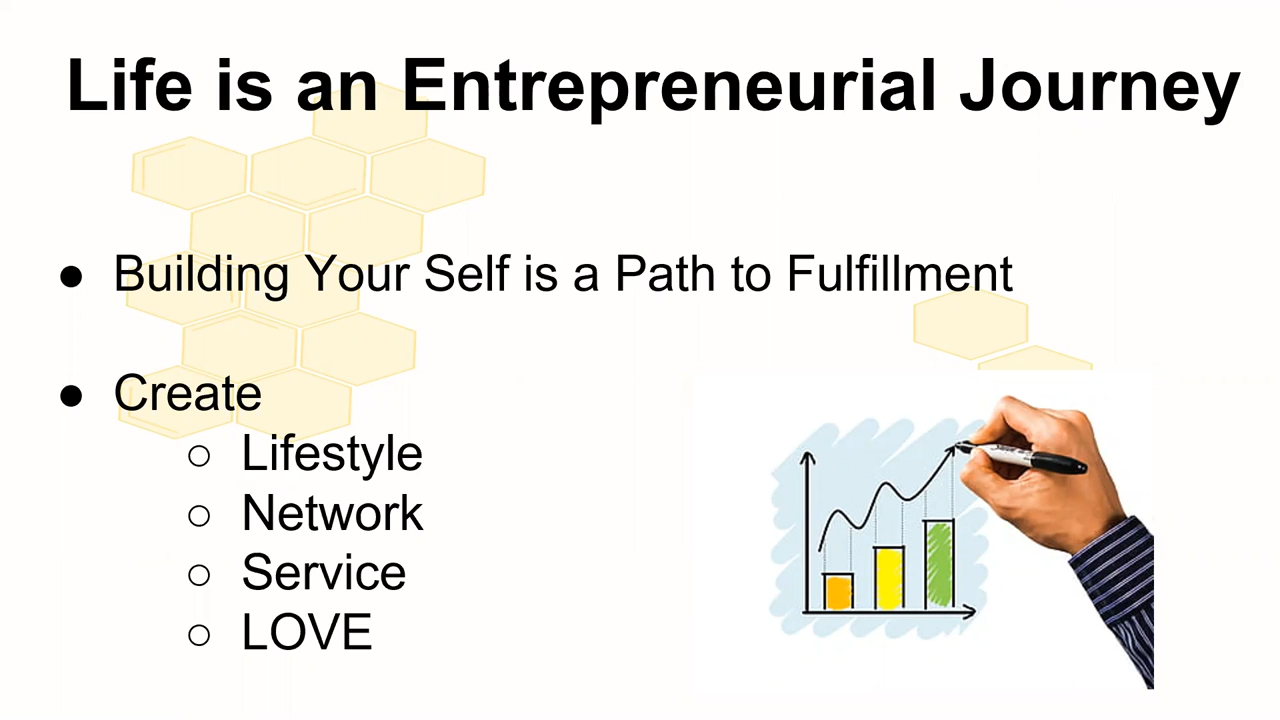 Life is an Entrepreneurial Journey
● Building Your Self is a Path to Fulfillment
● Create
○ Lifestyle
○ Network
○ Service
○ LOVE